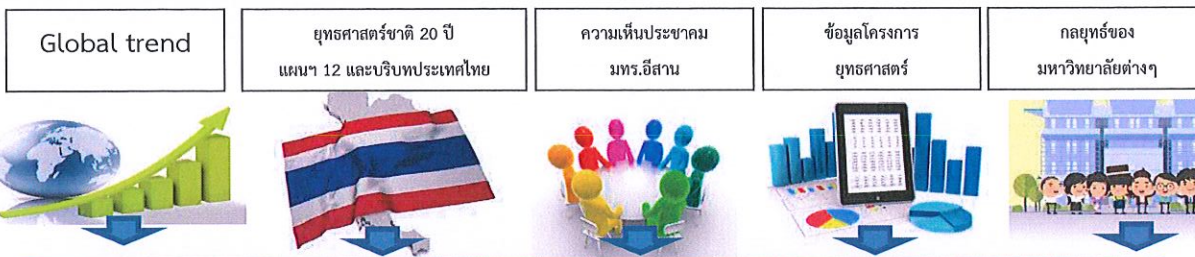 Global trend
ยุทธศาสตร์ชาติ 20 ปี
แผนฯ 12 และบริบทประเทศไทย
ความเห็นประชาคม
มทร.อีสาน
ข้อมูลโครงการ
ยุทธศาสตร์
กลยุทธ์ของ
มหาวิทยาลัยต่างๆ